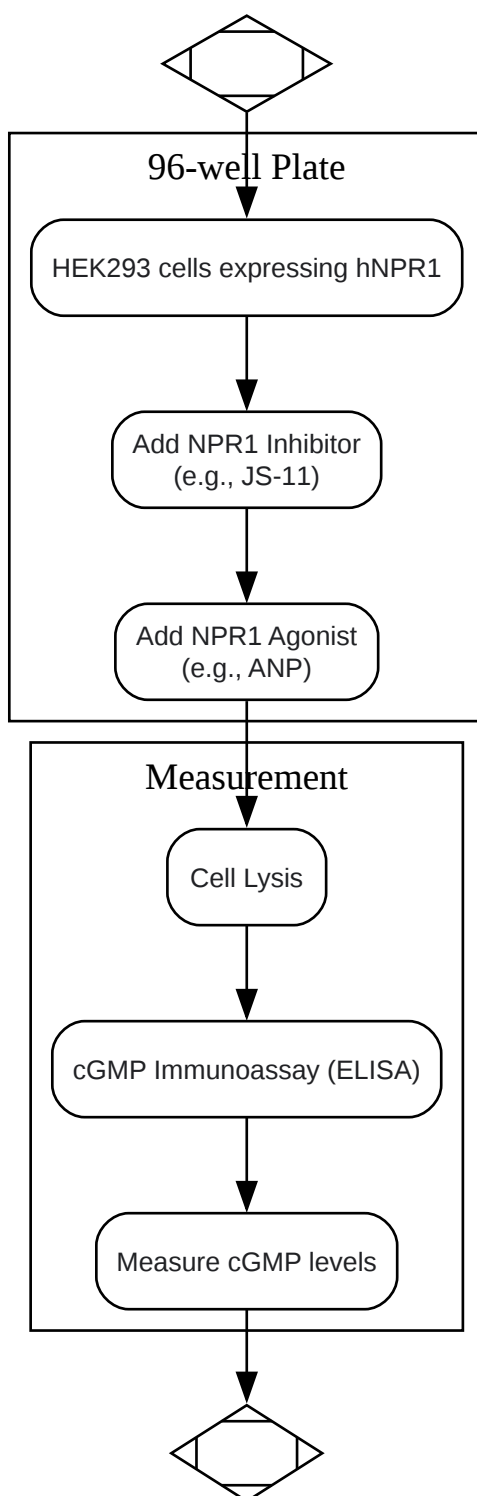 96-well Plate
HEK293 cells expressing hNPR1
Add NPR1 Inhibitor
(e.g., JS-11)
Add NPR1 Agonist
(e.g., ANP)
Measurement
Cell Lysis
cGMP Immunoassay (ELISA)
Measure cGMP levels